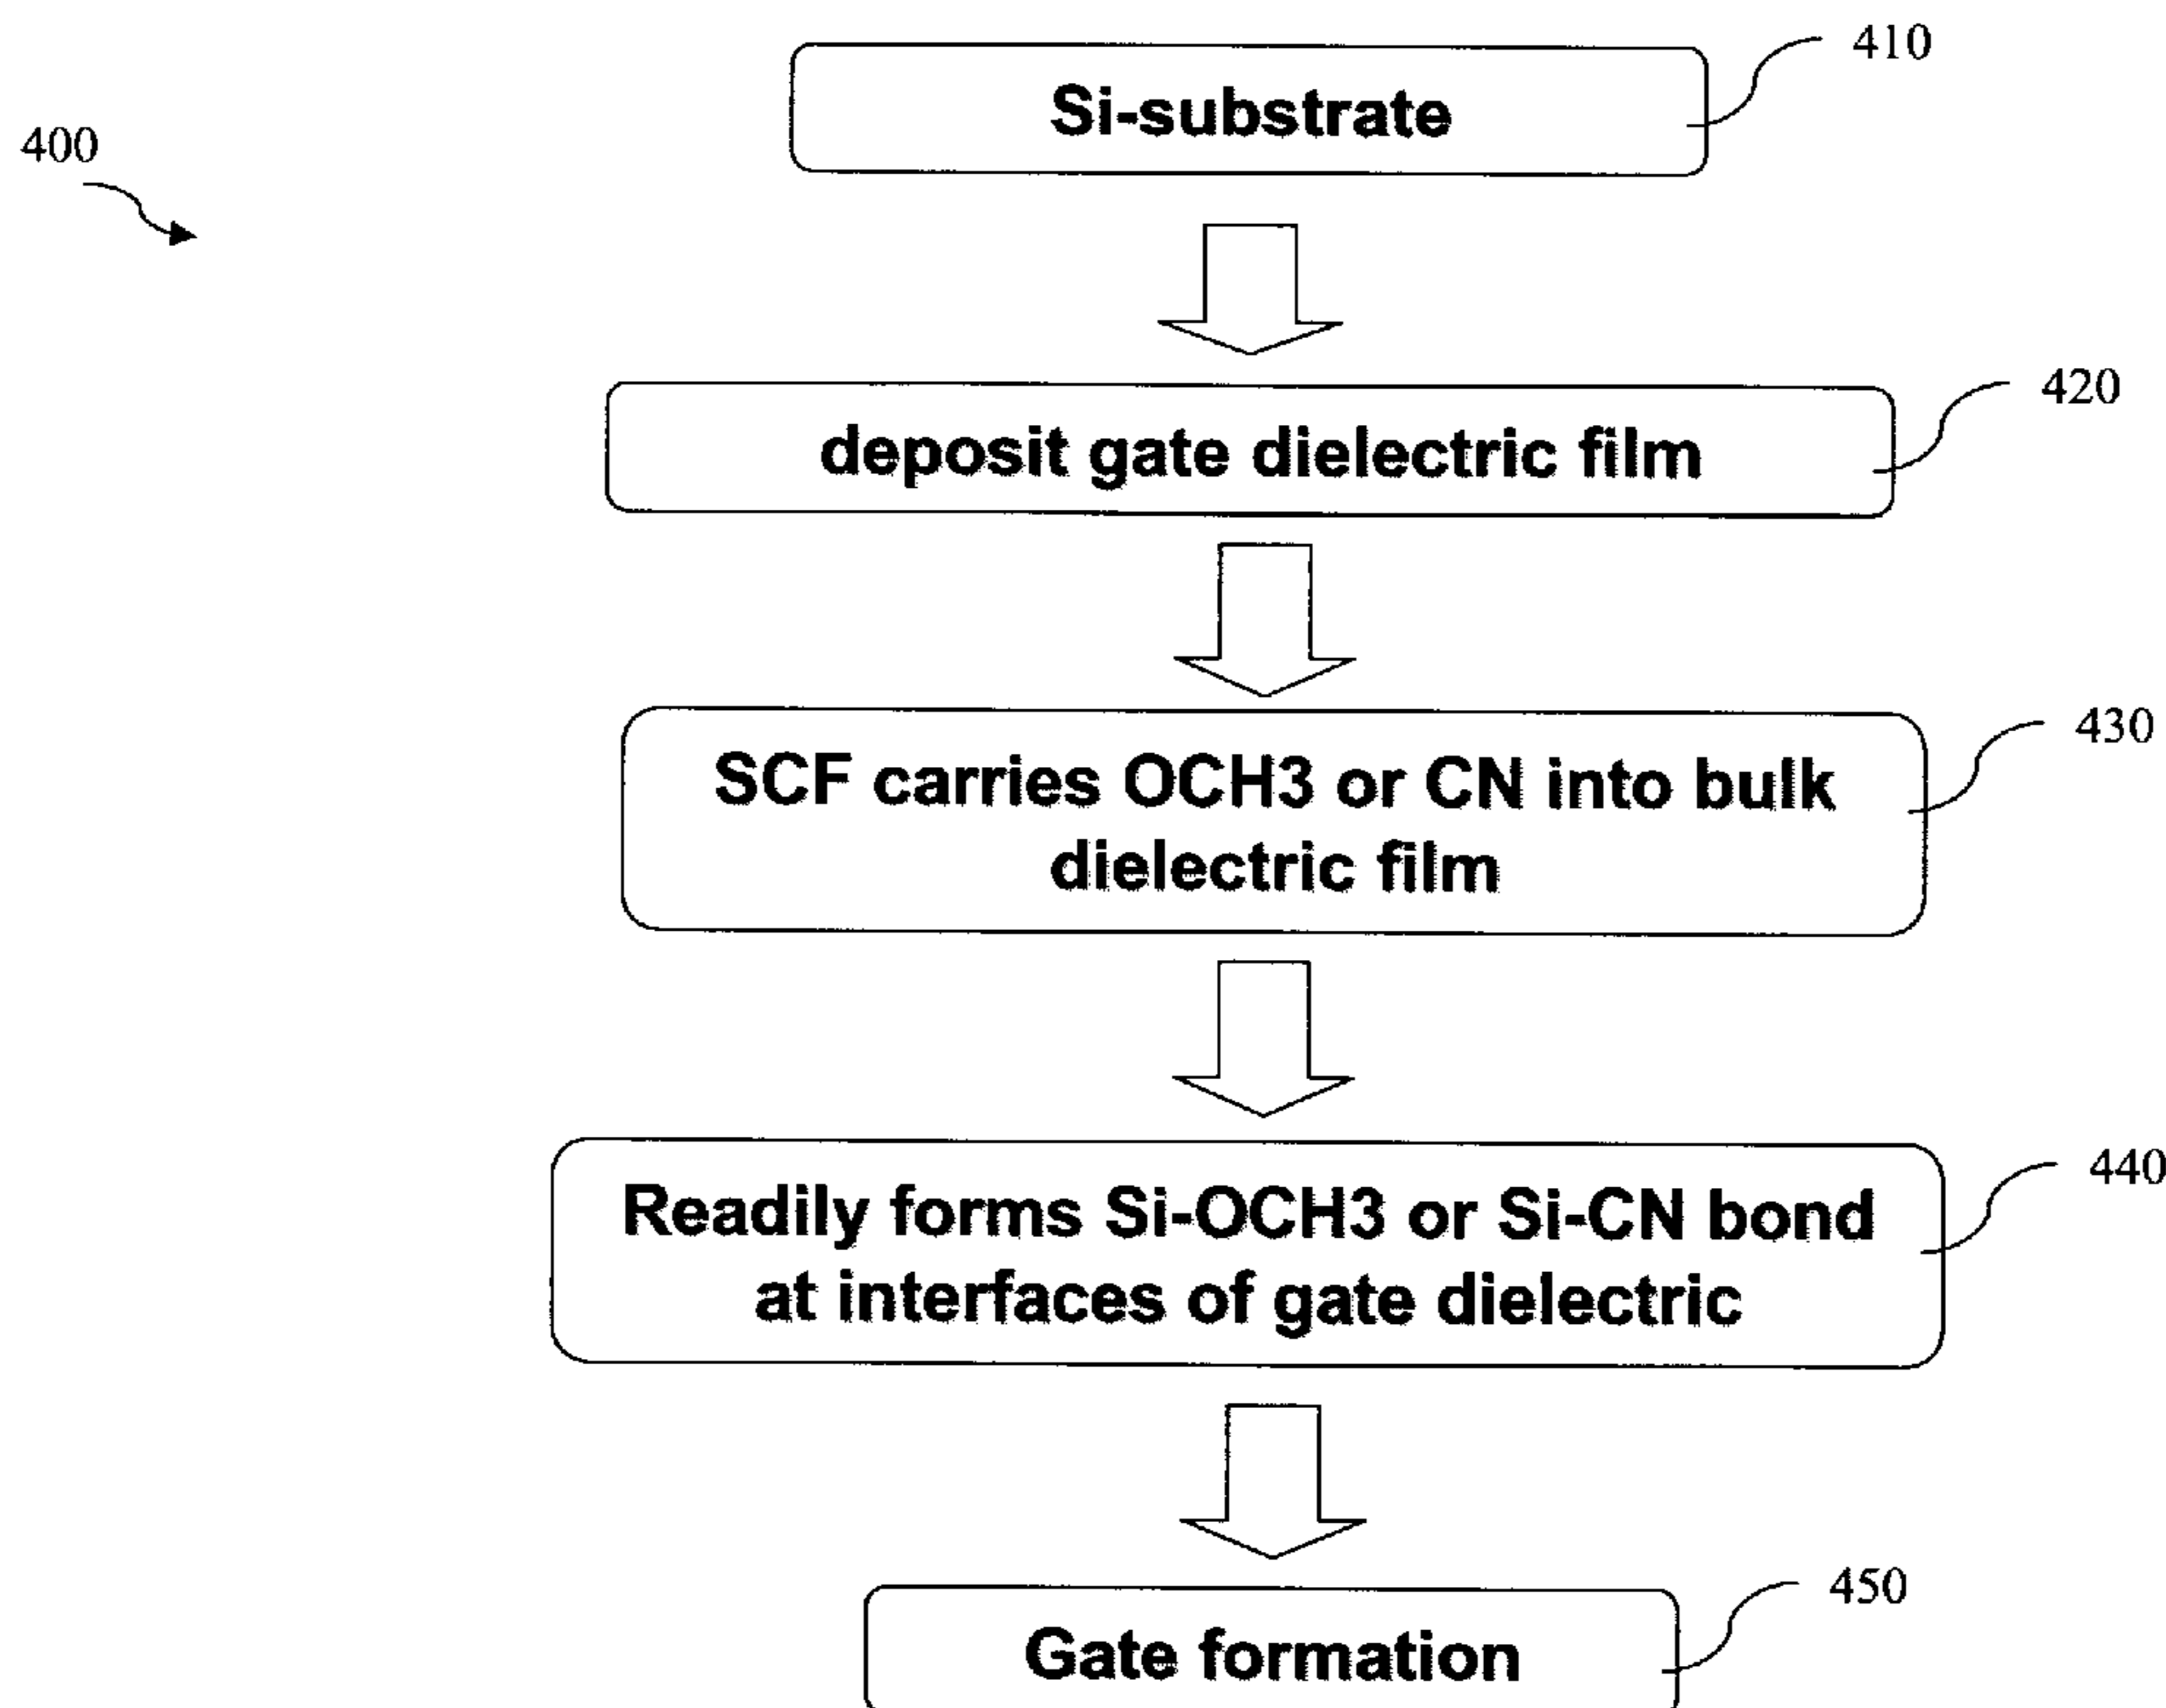 410
Si-substrate
400
420
deposit gate dielectric film
430
SCF carries OCH3 or CN into bulk
dielectric film
440
Readily forms Si-OCH3 or Si-CN bond
at interfaces of gate dielectric
450
Gate formation